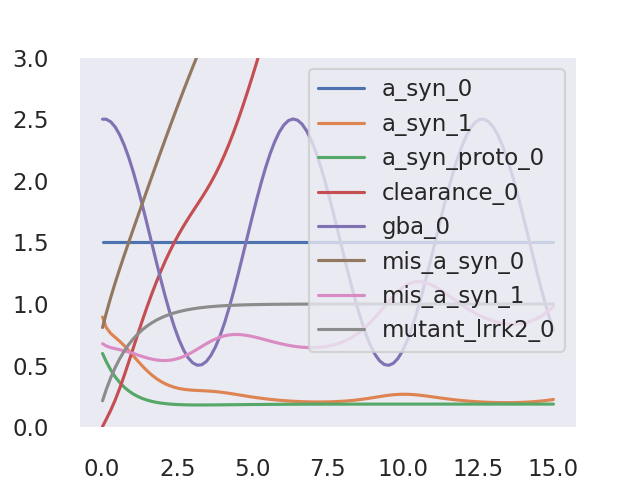 3.0
2.5
2.0
1.5
1.0
0.5
0.0
0.0 2.5 5.0 7.5 10.0 12.5 15.0
a_syn_0
a_syn_1
a_syn_proto_0
clearance_0
gba_0
mis_a_syn_0
mis_a_syn_1
mutant_lrrk2_0